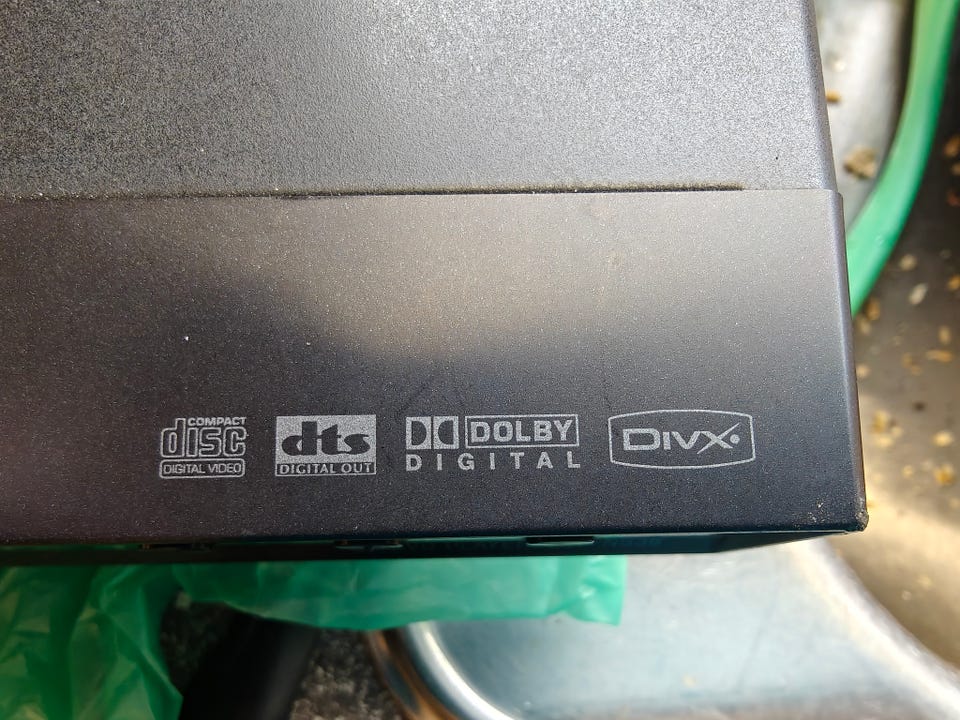 COMPACT
disc
DIGITAL VIDEO
dts
DIGITAL OUT
DOLBY
DIGITAL
DIVX